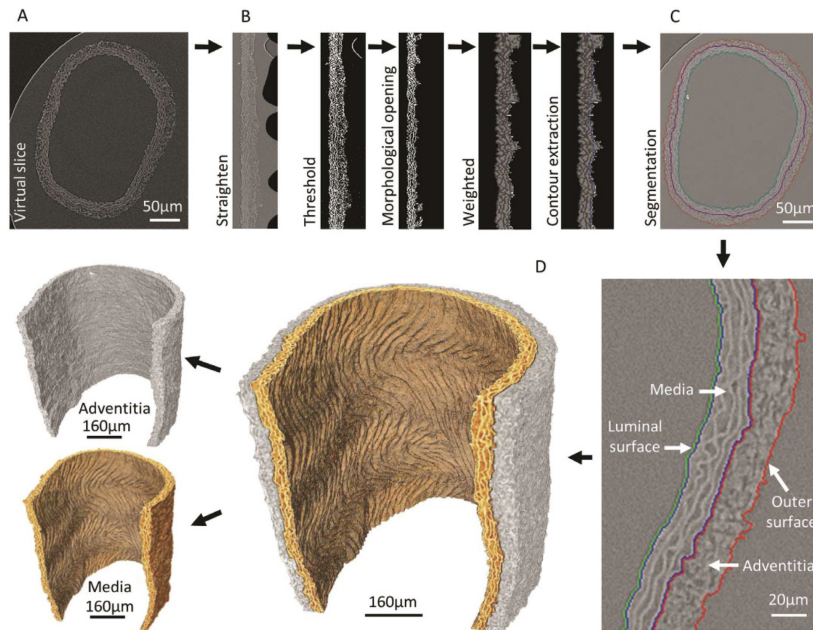 A
B
C
Virtual slice
50µm
Straighten
Threshold
Morphological opening
Weighted
Contour extraction
Segmentation
50µm
D
Adventitia
160µm
Media
160µm
160µm
Media
Luminal
surface
Outer
surface
Adventitia
20µm